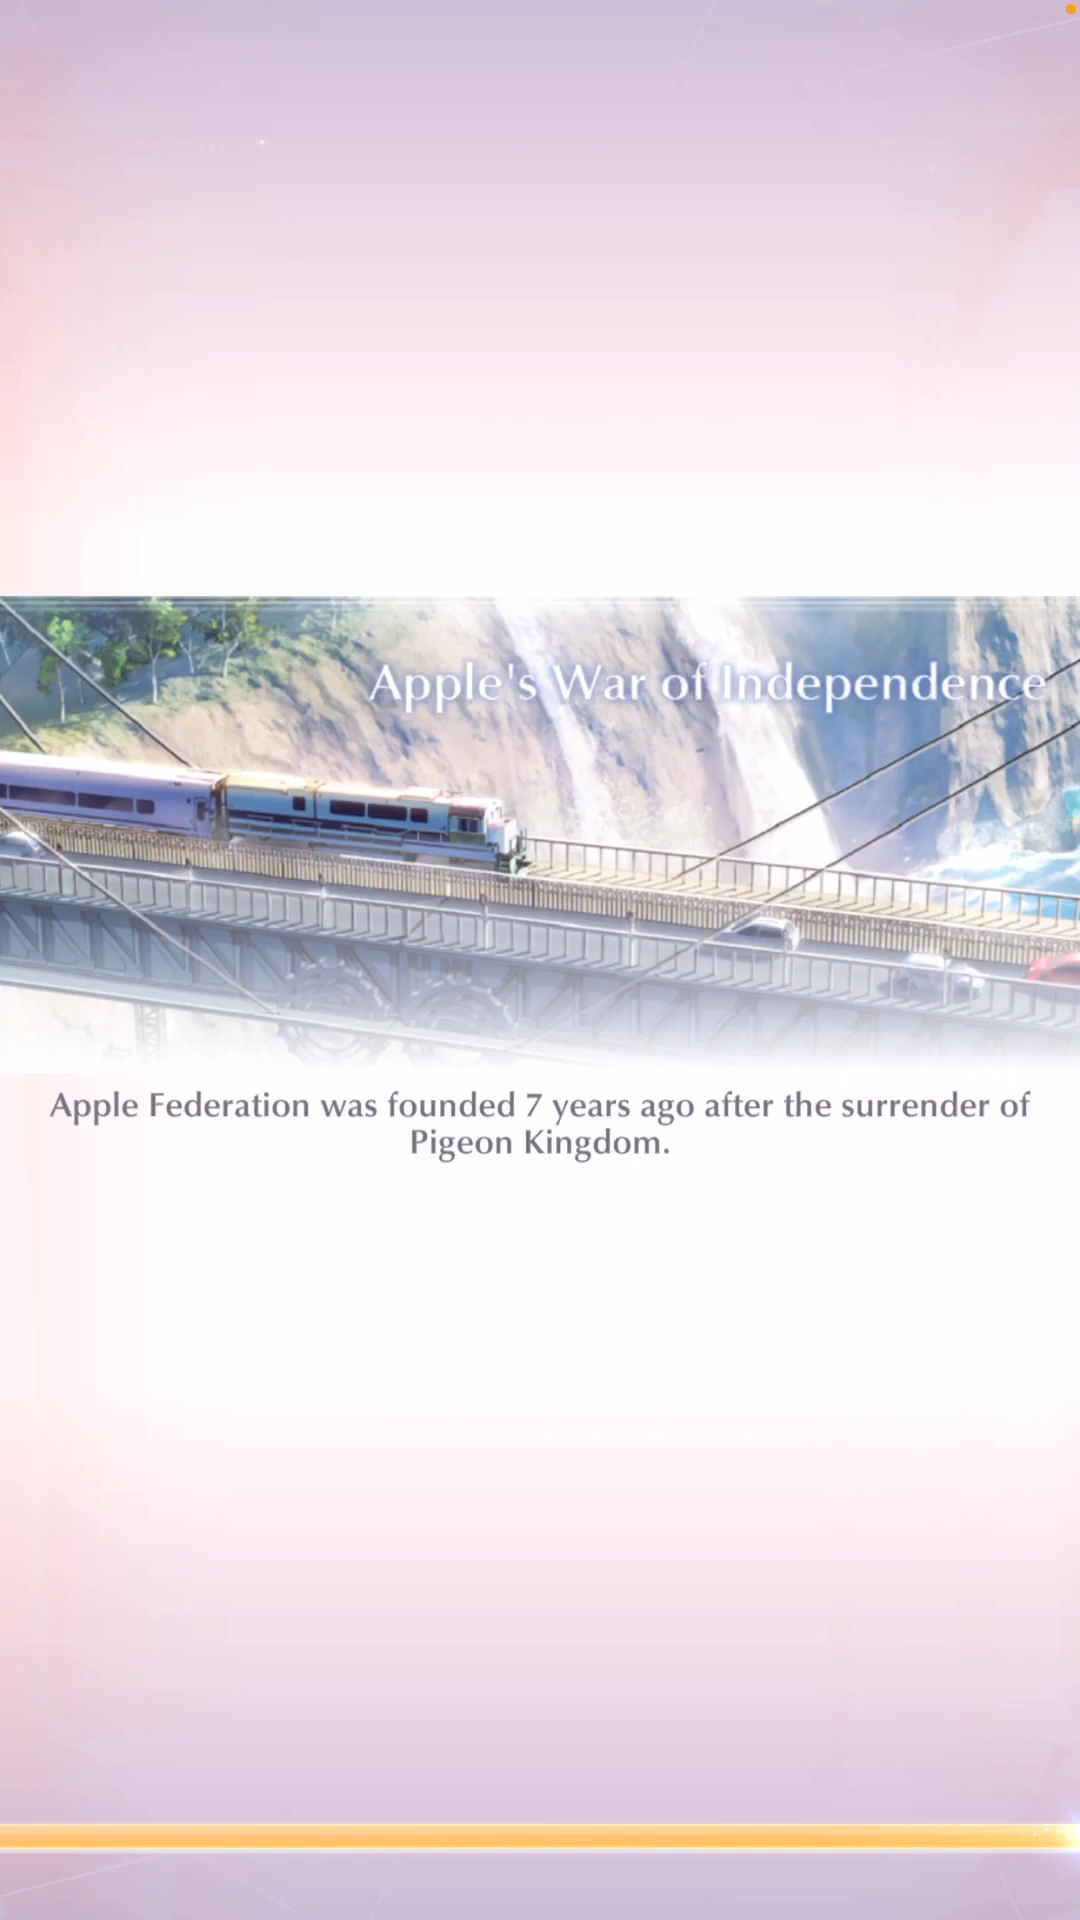 Apple's War of Independence
Apple Federation was founded 7 years ago after the surrender of
Pigeon Kingdom.